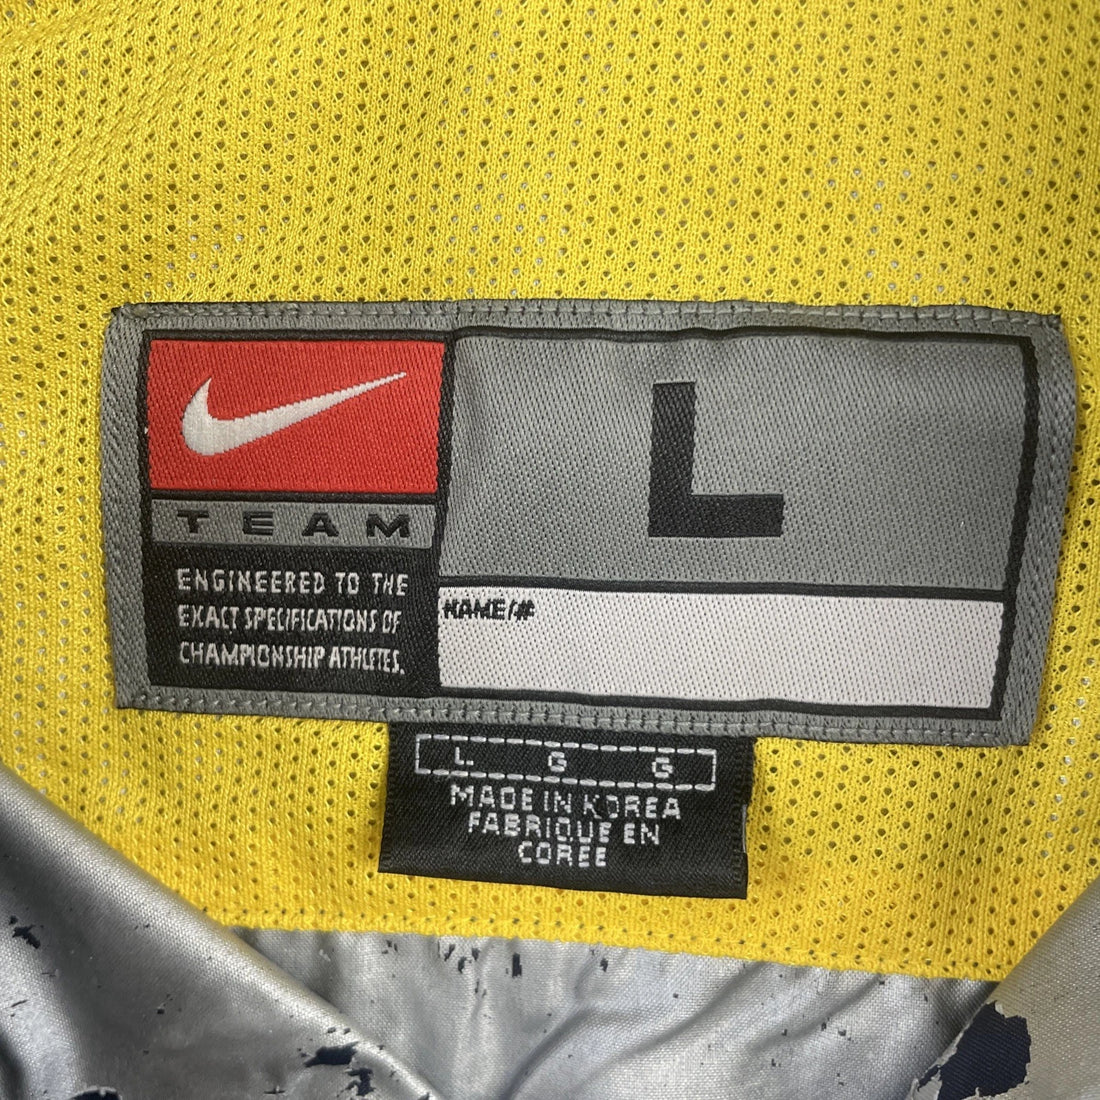 TEAM
ENGINEERED TO THE
EXACT SPECIFICATIONS OF
CHAMPIONSHIP ATHLETES.
L
NAME/#
L G G
MADE IN KOREA
FABRIQUE EN
COREE